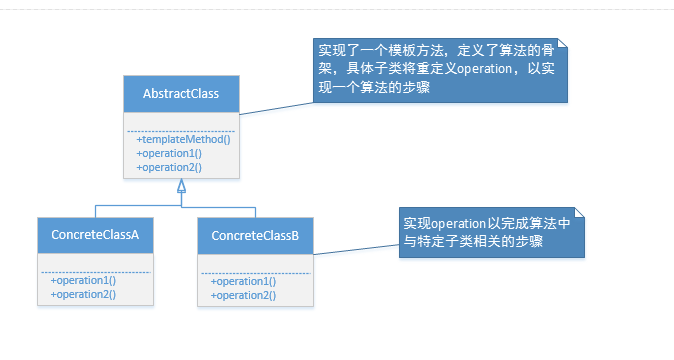 实现了一个模板方法，定义了算法的骨
架，具体子类将重定义operation，以实
现一个算法的步骤
AbstractClass
+templateMethod()
+operation1()
+operation2()
ConcreteClassA
+operation1()
+operation2()
ConcreteClassB
+operation1()
+operation2()
实现operation以完成算法中
与特定子类相关的步骤